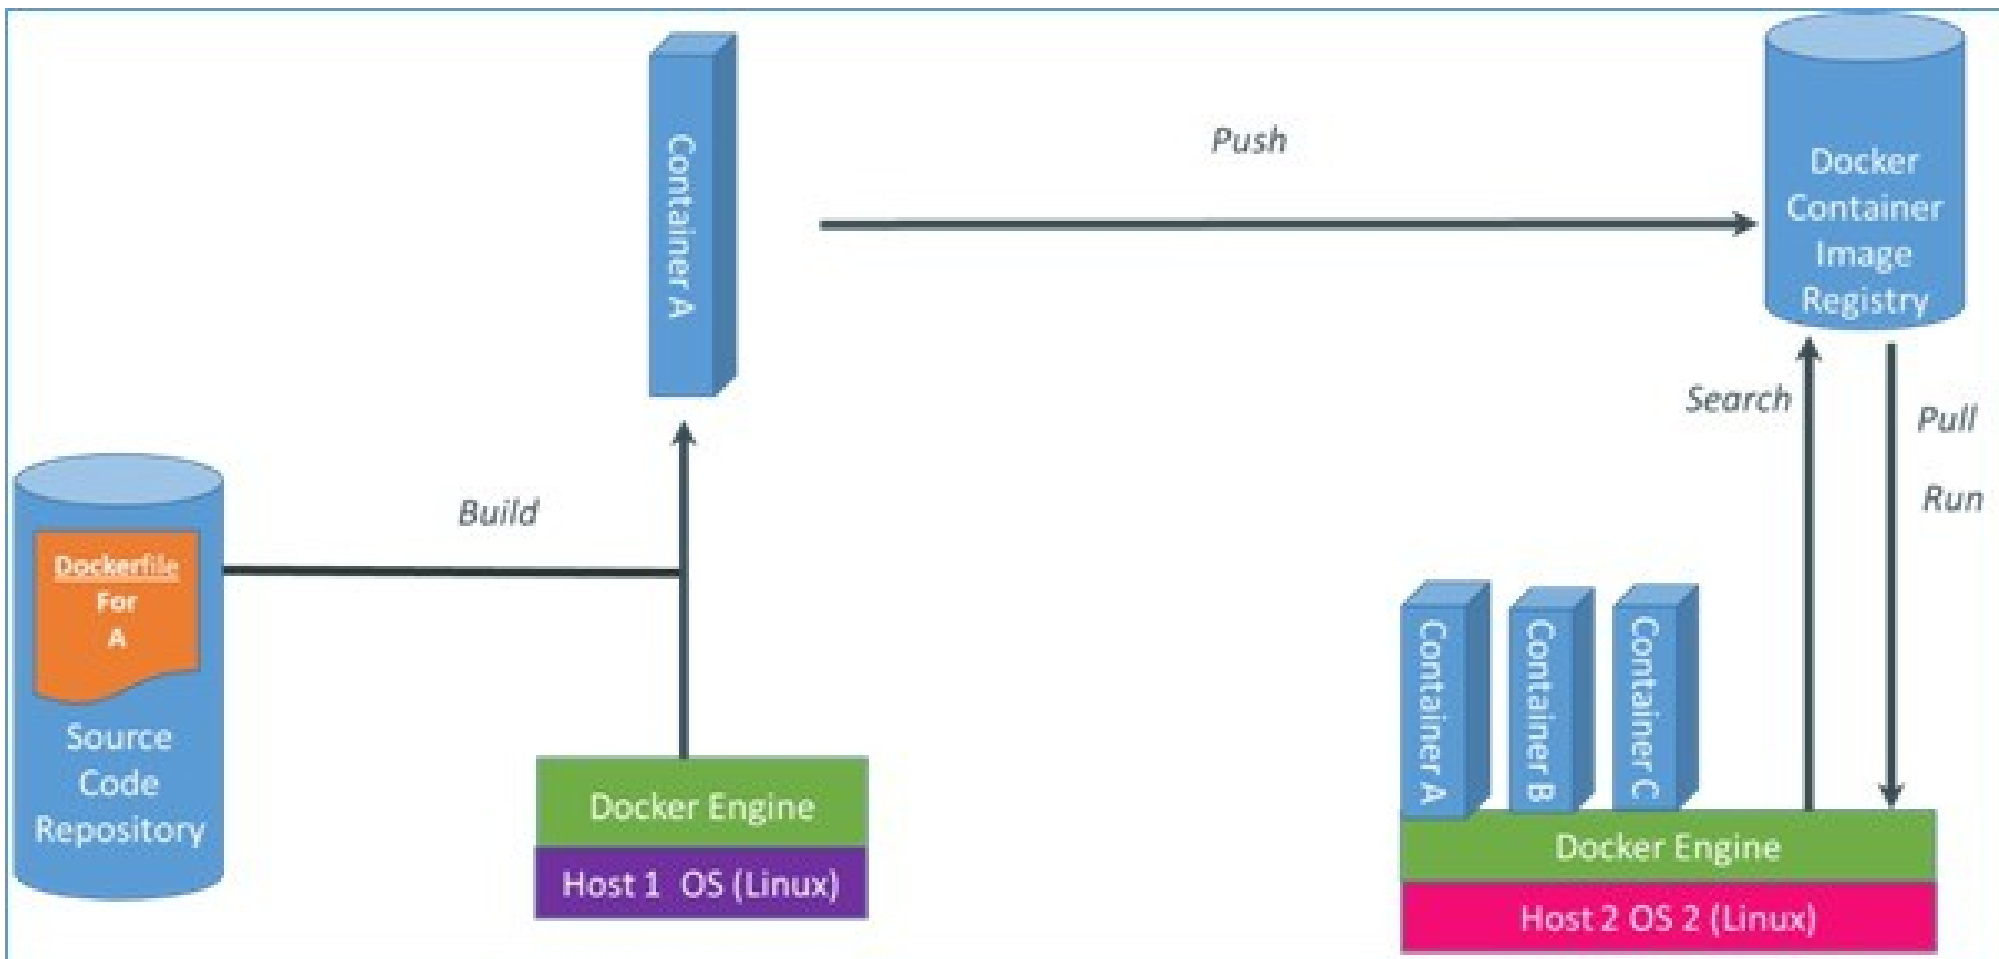 Container A
Push
Docker
Container
Image
Registry
Search
Pull
Run
Build
Dockerfile
For
A
Source
Code
Repository
Docker Engine
Host 1 OS (Linux)
Container A
Container B
Container C
Docker Engine
Host 2 OS 2 (Linux)